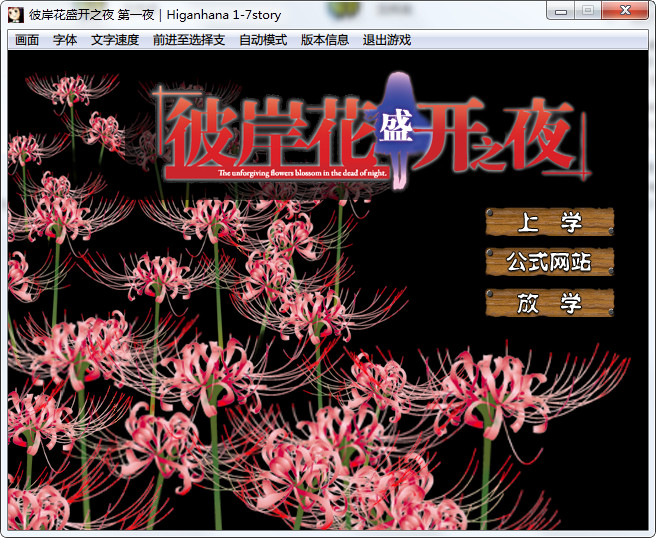 彼岸花盛开之夜 第一夜 | Higanhana 1-7story
画面 字体 文字速度 前进至选择支 自动模式 版本信息 退出游戏
彼岸花盛开之夜
The unforgiving flowers blossom in the dead of night.
上 学
公式网站
放 学